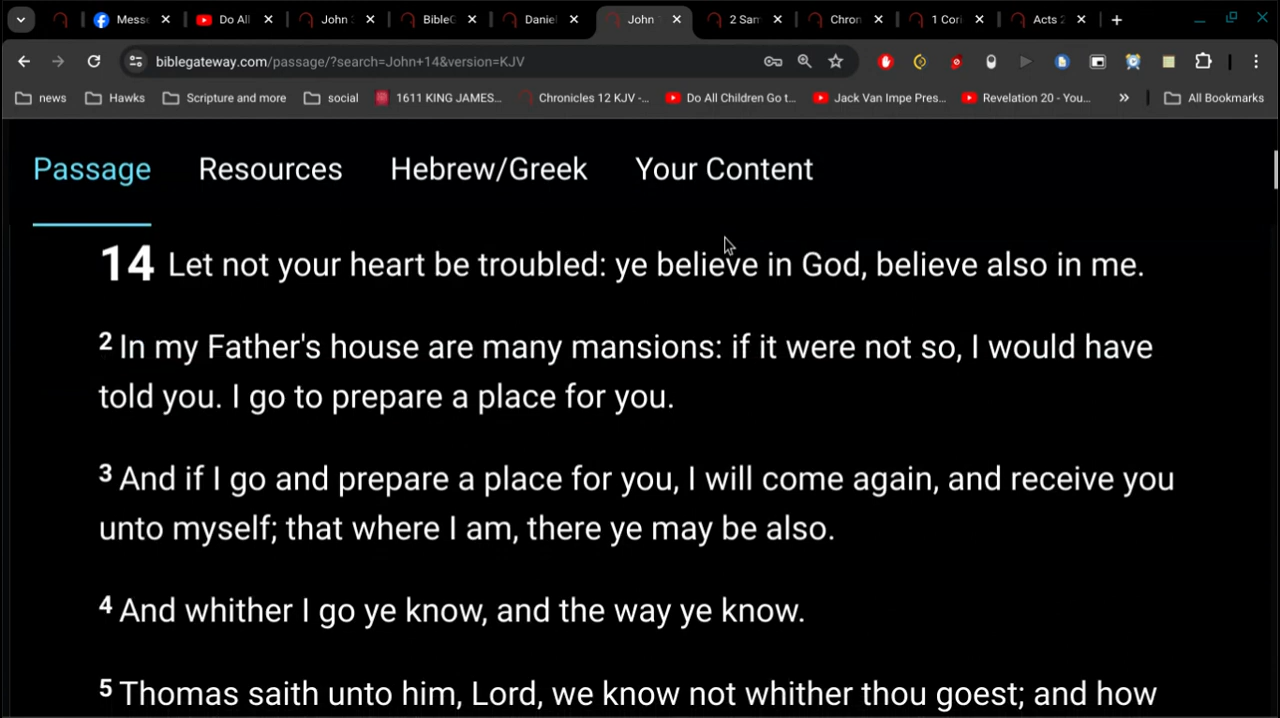 Mess
Do All
John
BibleG
Daniel
John
2 Sam
Chron
1 Cori
Acts 2
biblegateway.com/passage/?search=John+14&version=KJV
news
Hawks
Scripture and more
social
1611 KING JAMES...
Chronicles 12 KJV -...
Do All Children Go t...
Jack Van Impe Pres...
Revelation 20 - You...
All Bookmarks
Passage
Resources
Hebrew/Greek
Your Content
14 Let not your heart be troubled: ye believe in God, believe also in me.
2 In my Father's house are many mansions: if it were not so, I would have
told you. I go to prepare a place for you.
3 And if I go and prepare a place for you, I will come again, and receive you
unto myself; that where I am, there ye may be also.
4 And whither I go ye know, and the way ye know.
5 Thomas saith unto him, Lord, we know not whither thou goest; and how